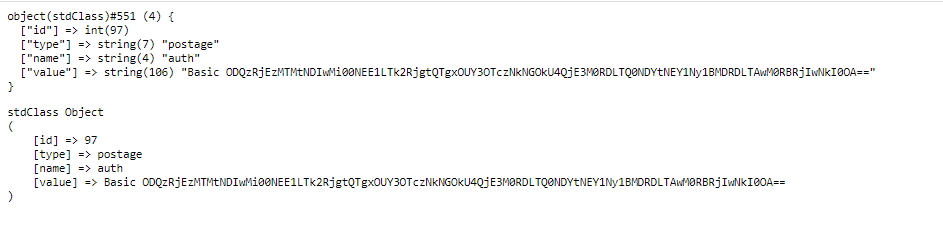 object(stdClass)#551 (4) {
["id"] => int(97)
["type"] => string(7) "postage"
["name"] => string(4) "auth"
["value"] => string(106) "Basic ODQzRjEzMTMtNDIwMi00NEE1LTk2RjgtQTgxOUY3OTczNkNGOkU4QjE3M0RDLTQ0NDYtNEY1Ny1BMDRDLTAwM0RBRjIwNkI0OA=="
}
stdClass Object
(
[id] => 97
[type] => postage
[name] => auth
[value] => Basic ODQzRjEzMTMtNDIwMi00NEE1LTk2RjgtQTgxOUY3OTczNkNGOkU4QjE3M0RDLTQ0NDYtNEY1Ny1BMDRDLTAwM0RBRjIwNkI0OA==
)